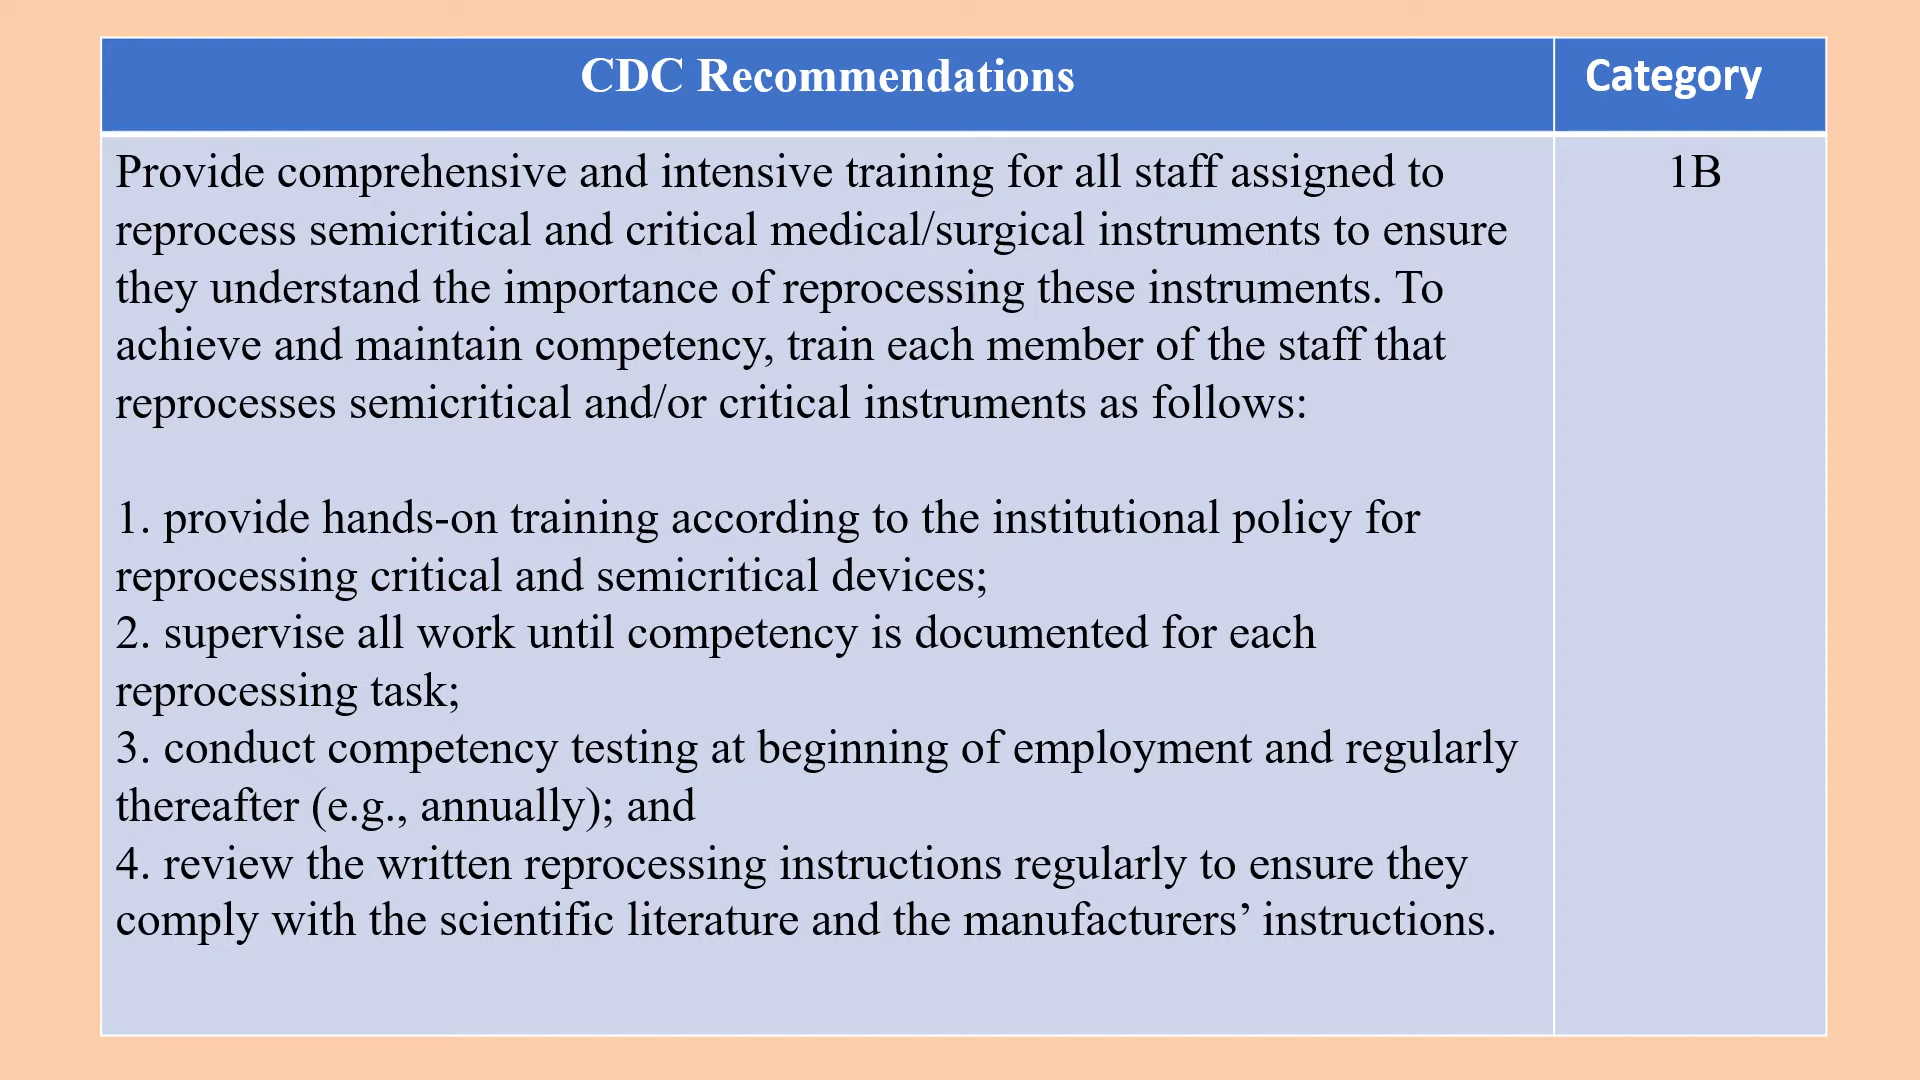 CDC Recommendations
Category
Provide comprehensive and intensive training for all staff assigned to
reprocess semicritical and critical medical/surgical instruments to ensure
they understand the importance of reprocessing these instruments. To
achieve and maintain competency, train each member of the staff that
reprocesses semicritical and/or critical instruments as follows:
1. provide hands-on training according to the institutional policy for
reprocessing critical and semicritical devices;
2. supervise all work until competency is documented for each
reprocessing task;
3. conduct competency testing at beginning of employment and regularly
thereafter (e.g., annually); and
4. review the written reprocessing instructions regularly to ensure they
comply with the scientific literature and the manufacturers’ instructions.
1B